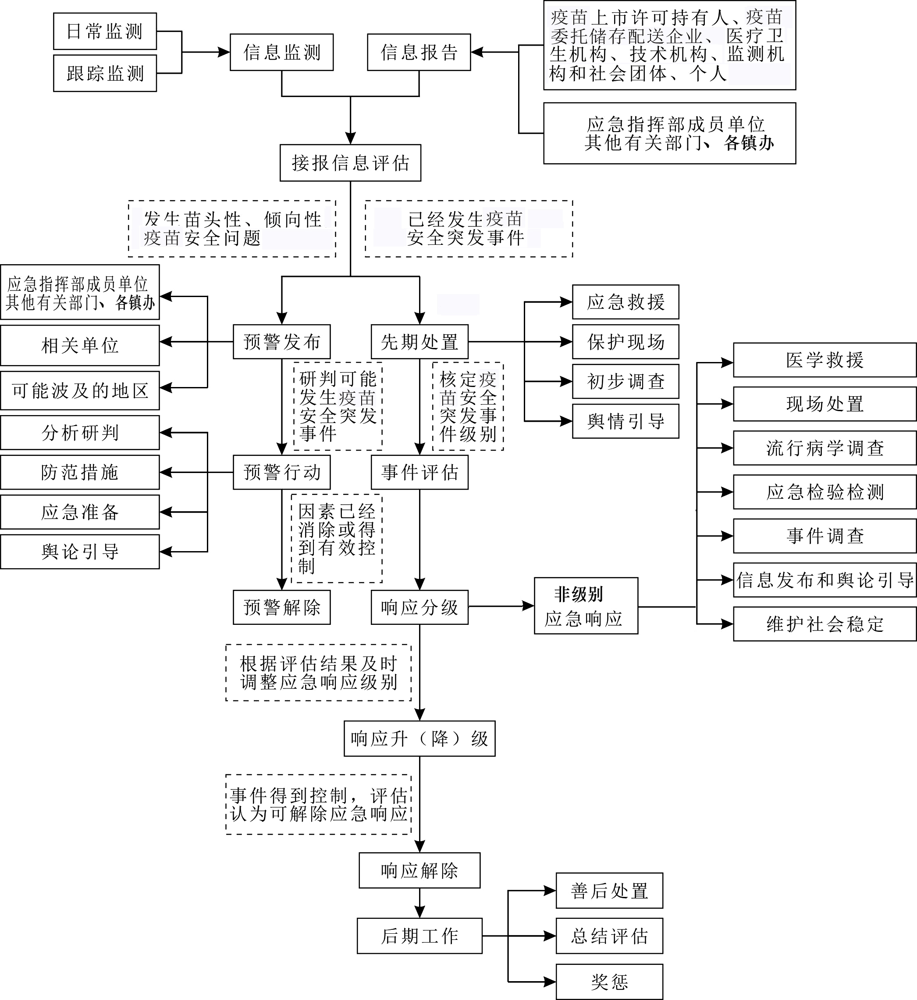 日常监测
跟踪监测
信息监测
信息报告
疫苗上市许可持有人、疫苗
委托储存配送企业、医疗卫
生机构、技术机构、监测机
构和社会团体、个人
应急指挥部成员单位
其他有关部门、各镇办
接报信息评估
发生苗头性、倾向性
疫苗安全问题
已经发生疫苗
安全突发事件
应急指挥部成员单位
其他有关部门、各镇办
相关单位
可能波及的地区
预警发布
先期处置
应急救援
保护现场
初步调查
舆情引导
研判可能
发生疫苗
安全突发
事件
核定疫
苗安全
突发事
件级别
分析研判
防范措施
应急准备
舆论引导
预警行动
事件评估
因素已经
消除或得
到有效控
制
预警解除
响应分级
非级别
应急响应
医学救援
现场处置
流行病学调查
应急检验检测
事件调查
信息发布和舆论引导
维护社会稳定
根据评估结果及时
调整应急响应级别
响应升（降）级
事件得到控制，评估
认为可解除应急响应
响应解除
后期工作
善后处置
总结评估
奖惩